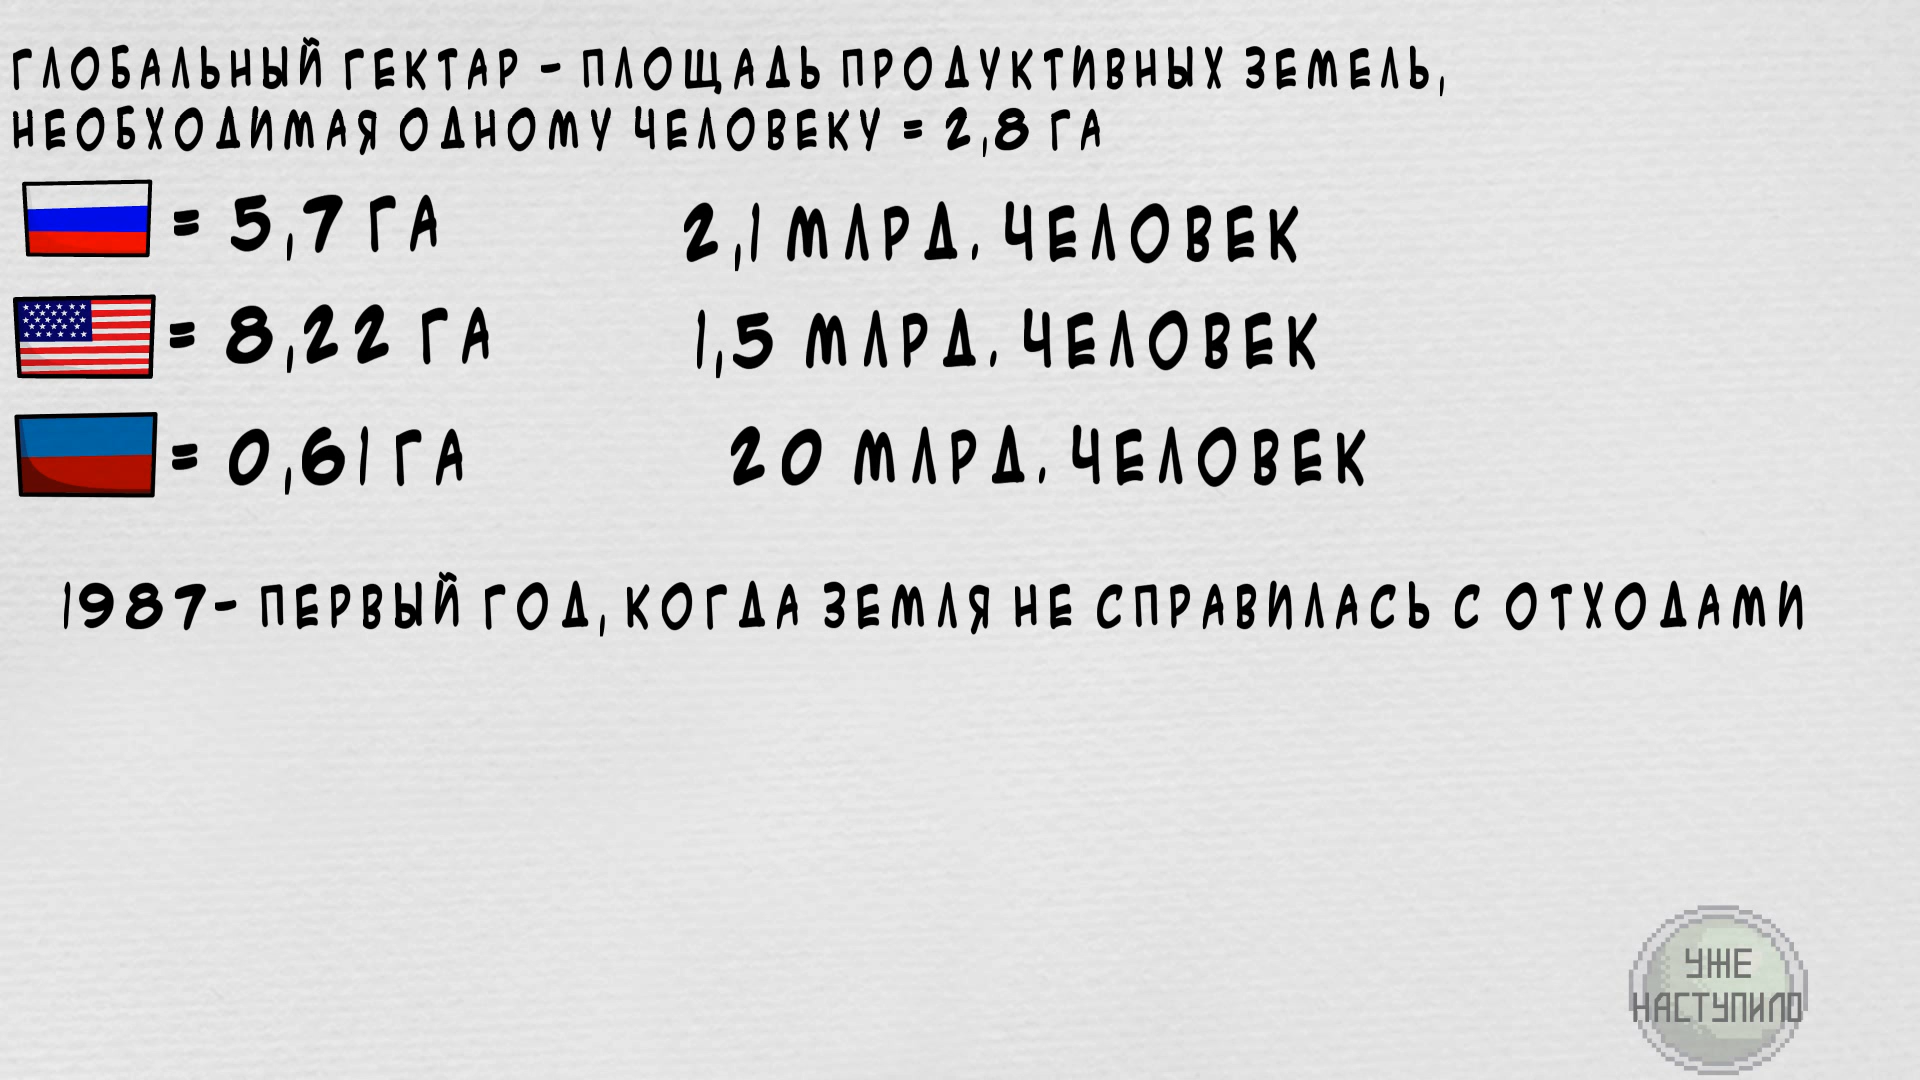 ГЛОБАЛЬНЫЙ ГЕКТАР - ПЛОЩАДЬ ПРОДУКТИВНЫХ ЗЕМЕЛЬ,
НЕОБХОДИМАЯ ОДНОМУ ЧЕЛОВЕКУ = 2,8 ГА
= 5,7 ГА 2,1 МЛРД. ЧЕЛОВЕК
= 8,22 ГА 1,5 МЛРД. ЧЕЛОВЕК
= 0,61 ГА 20 МЛРД. ЧЕЛОВЕК
1987- ПЕРВЫЙ ГОД, КОГДА ЗЕМЛЯ НЕ СПРАВИЛАСЬ С ОТХОДАМИ
УЖЕ
НАСТУПИЛО